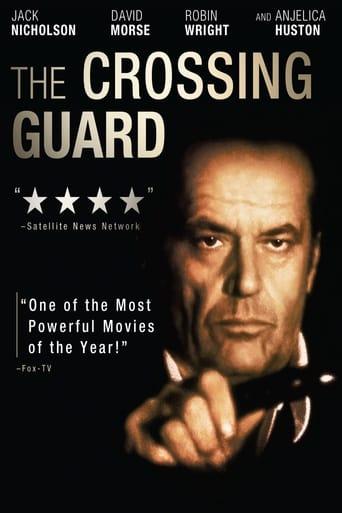 JACK NICHOLSON DAVID MORSE ROBIN WRIGHT AND ANJELICA HUSTON
THE CROSSING
GUARD
“★★★★”
–SATELLITE NEWS NETWORK
“One of the Most
Powerful Movies
of the Year!”
–FOX-TV